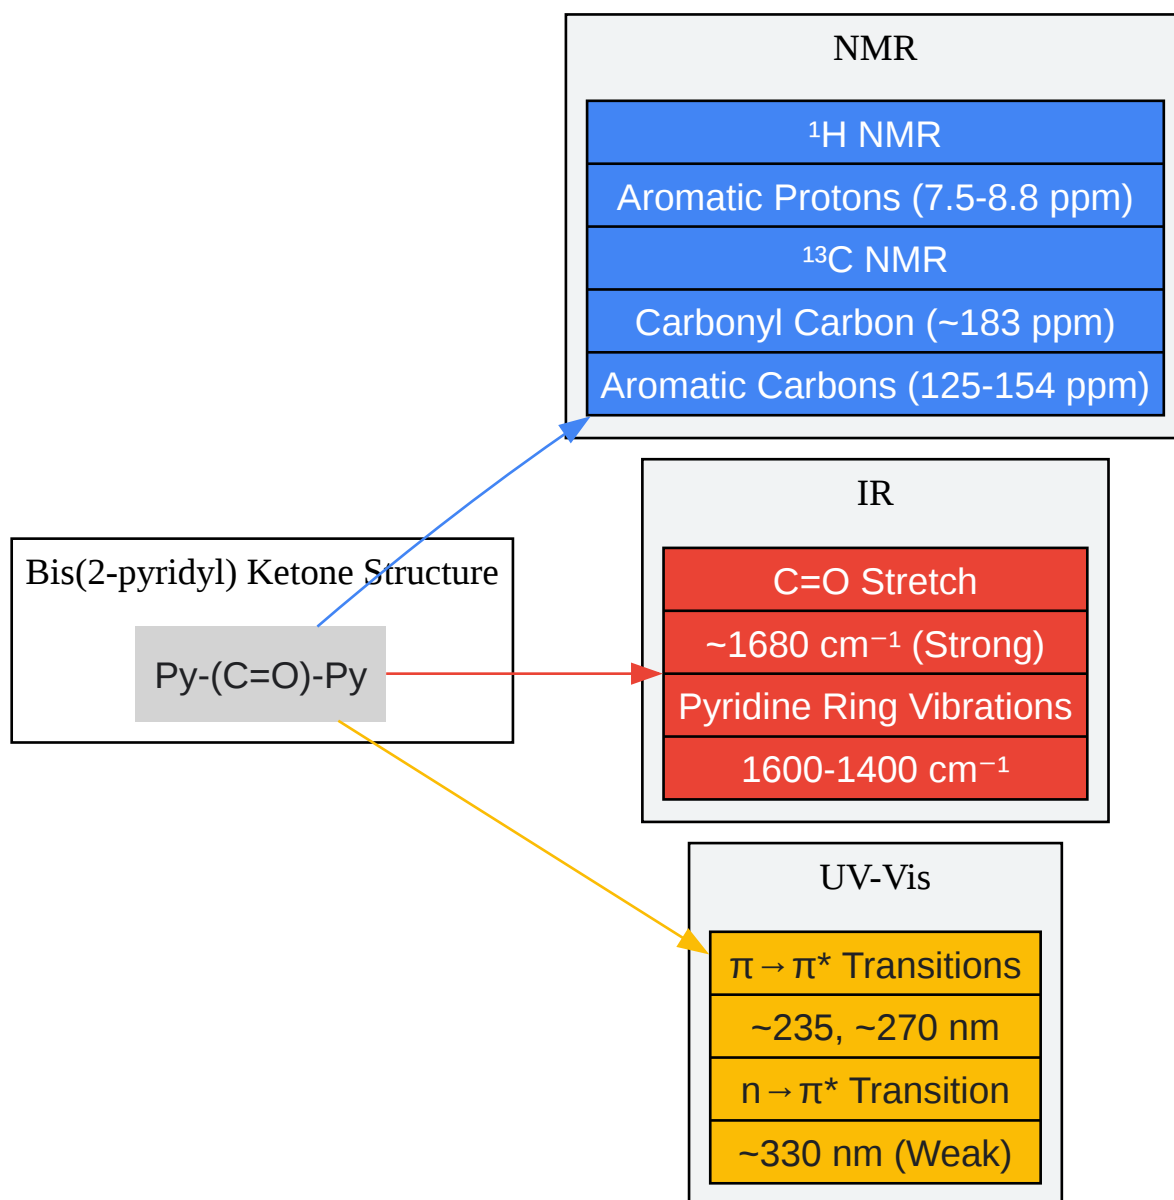 NMR
¹H NMR
Aromatic Protons (7.5-8.8 ppm)
¹³C NMR
Carbonyl Carbon (~183 ppm)
Aromatic Carbons (125-154 ppm)
IR
C=O Stretch
~1680 cm⁻¹ (Strong)
Pyridine Ring Vibrations
1600-1400 cm⁻¹
Bis(2-pyridyl) Ketone Structure
Py-(C=O)-Py
UV-Vis
π→π* Transitions
~235, ~270 nm
n→π* Transition
~330 nm (Weak)